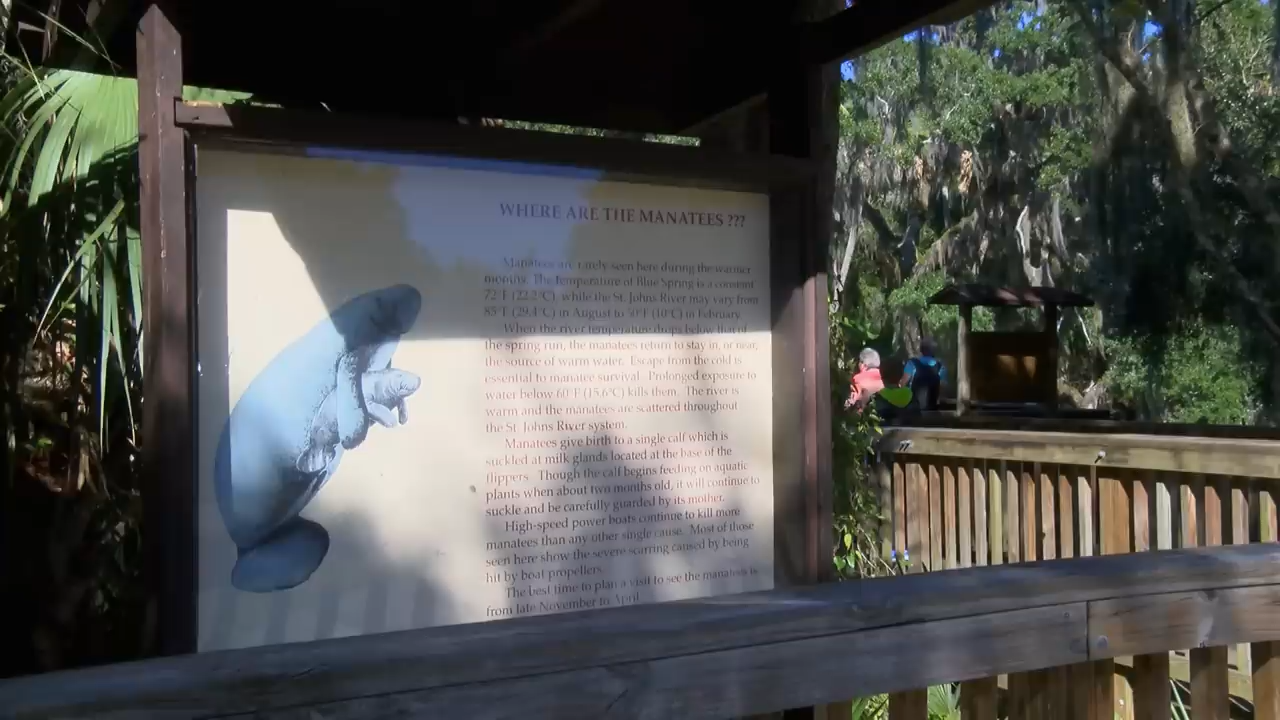 WHERE ARE THE MANATEES ???
Manatees are rarely seen here during the warmer
months. The temperature of Blue Spring is a constant
72°F (22.2°C), while the St. Johns River may vary from
85°F (29.4°C) in August to 50°F (10°C) in February.
When the river temperature drops below that of
the spring run, the manatees return to stay in, or near,
the source of warm water. Escape from the cold is
essential to manatee survival. Prolonged exposure to
water below 60°F (15.6°C) kills them. The river is
warm and the manatees are scattered throughout
the St. Johns River system.
Manatees give birth to a single calf which is
suckled at milk glands located at the base of the
flippers. Though the calf begins feeding on aquatic
plants when about two months old, it will continue to
suckle and be carefully guarded by its mother.
High-speed power boats continue to kill more
manatees than any other single cause. Most of those
seen here show the severe scarring caused by being
hit by boat propellers.
The best time to plan a visit to see the manatees is
from late November to April.